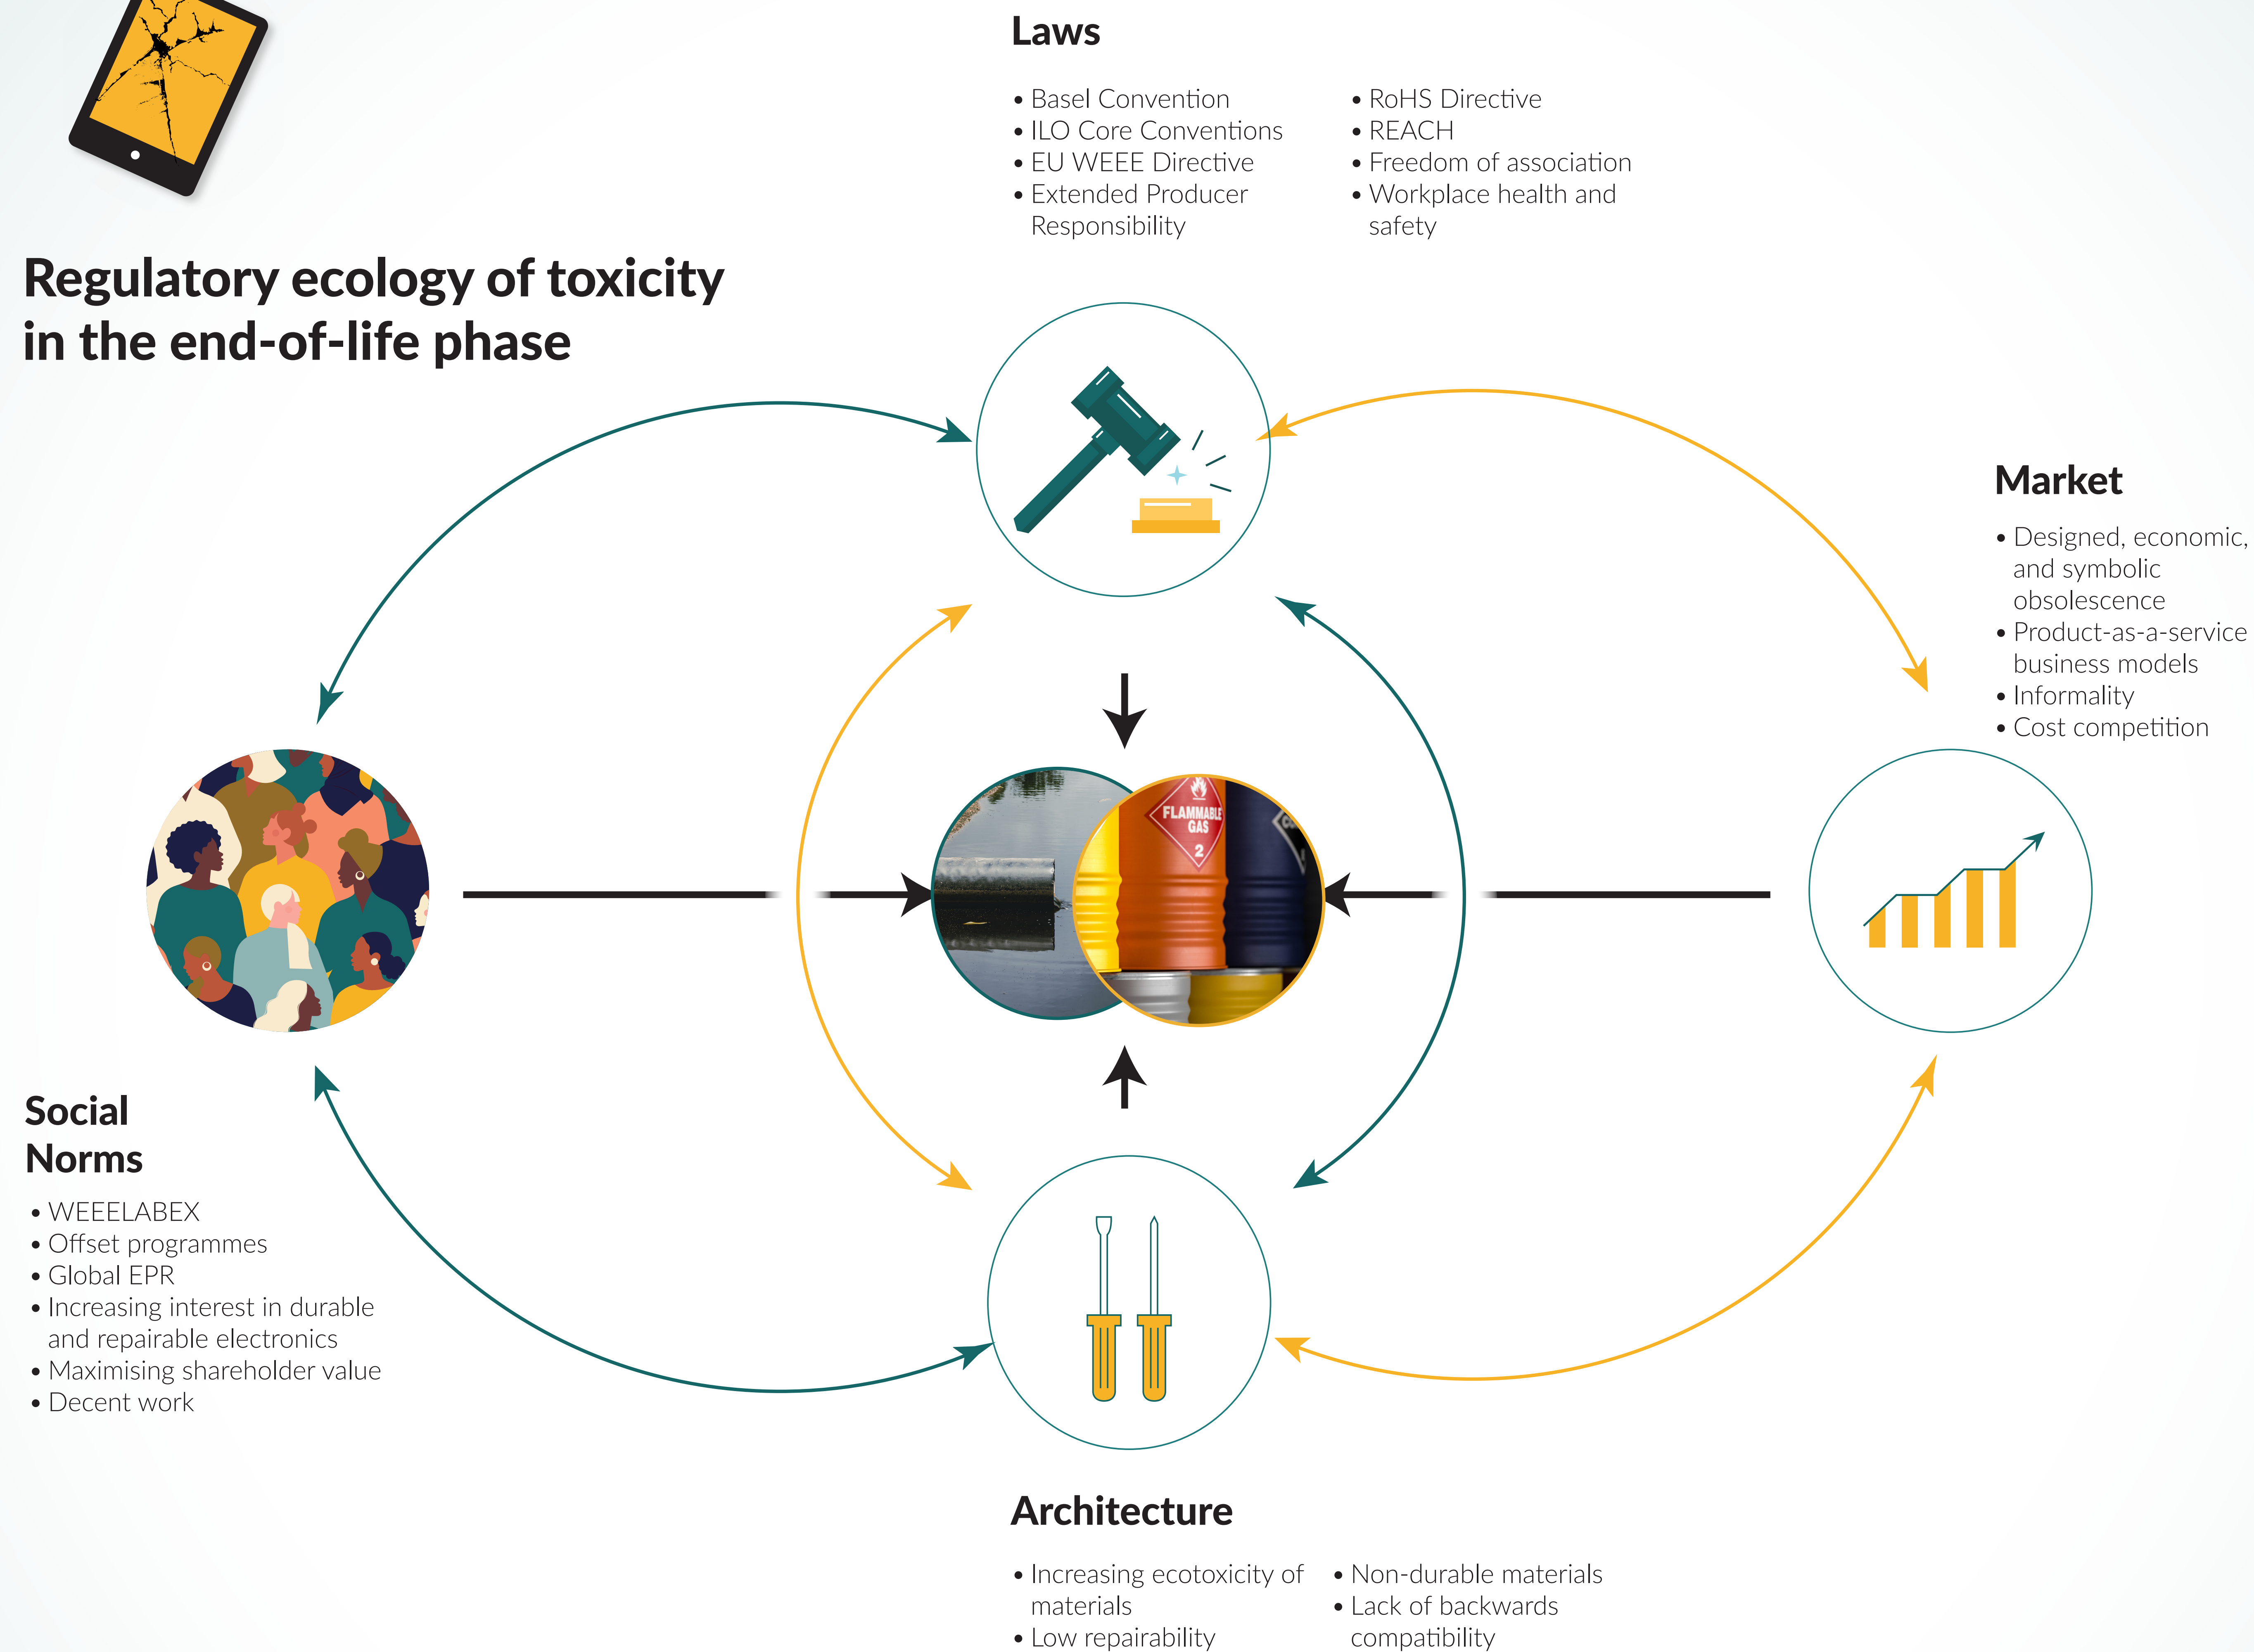 Laws
• Basel Convention
• ILO Core Conventions
• EU WEEE Directive
• Extended Producer
Responsibility
• RoHS Directive
• REACH
• Freedom of association
• Workplace health and
safety
Regulatory ecology of toxicity
in the end-of-life phase
Market
• Designed, economic,
and symbolic
obsolescence
• Product-as-a-service
business models
• Informality
• Cost competition
FLAMMABLE
GAS
2
Social
Norms
• WEEELABEX
• Offset programmes
• Global EPR
• Increasing interest in durable
and repairable electronics
• Maximising shareholder value
• Decent work
Architecture
• Increasing ecotoxicity of
materials
• Low repairability
• Non-durable materials
• Lack of backwards
compatibility